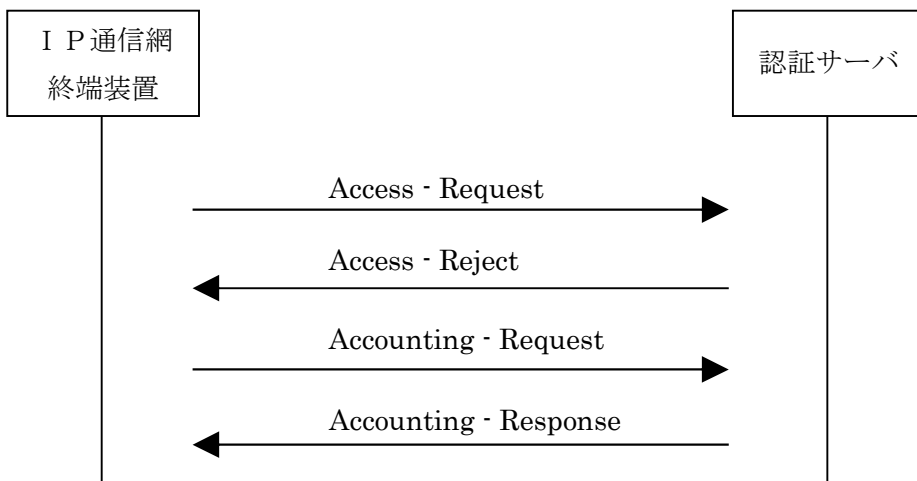 ＩＰ通信網
終端装置
認証サーバ
Access - Request
Access - Reject
Accounting - Request
Accounting - Response